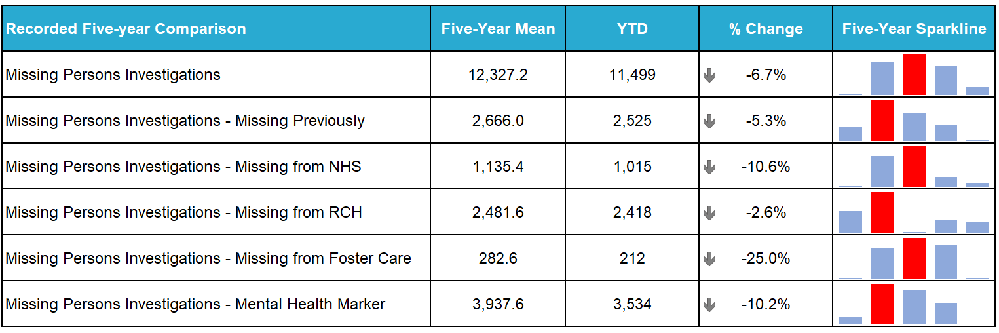 Recorded Five-year Comparison Five-Year Mean YTD % Change Five-Year Sparkline
Missing Persons Investigations 12,327.2 11,499 -6.7%
Missing Persons Investigations - Missing Previously 2,666.0 2,525 -5.3%
Missing Persons Investigations - Missing from NHS 1,135.4 1,015 -10.6%
Missing Persons Investigations - Missing from RCH 2,481.6 2,418 -2.6%
Missing Persons Investigations - Missing from Foster Care 282.6 212 -25.0%
Missing Persons Investigations - Mental Health Marker 3,937.6 3,534 -10.2%